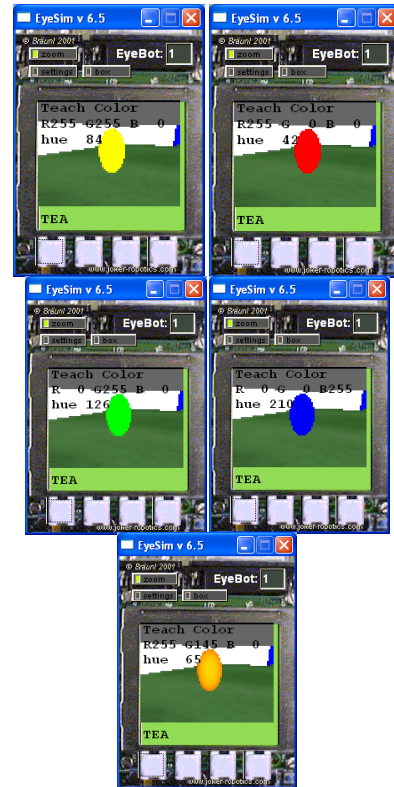 EyeSim v 6.5
© Bräunl 2001
zoom
EyeBot: 1
settings box
Teach Color
R255 G255 B 0
hue 84
TEA
www.joker-robotics.com
EyeSim v 6.5
© Bräunl 2001
zoom
EyeBot: 1
settings box
Teach Color
R255 G 0 B 0
hue 42
TEA
www.joker-robotics.com
EyeSim v 6.5
© Bräunl 2001
zoom
EyeBot: 1
settings box
Teach Color
R 0 G255 B 0
hue 126
TEA
www.joker-robotics.com
EyeSim v 6.5
© Bräunl 2001
zoom
EyeBot: 1
settings box
Teach Color
R 0 G 0 B255
hue 210
TEA
www.joker-robotics.com
EyeSim v 6.5
© Bräunl 2001
zoom
EyeBot: 1
settings box
Teach Color
R255 G145 B 0
hue 65
TEA
www.joker-robotics.com